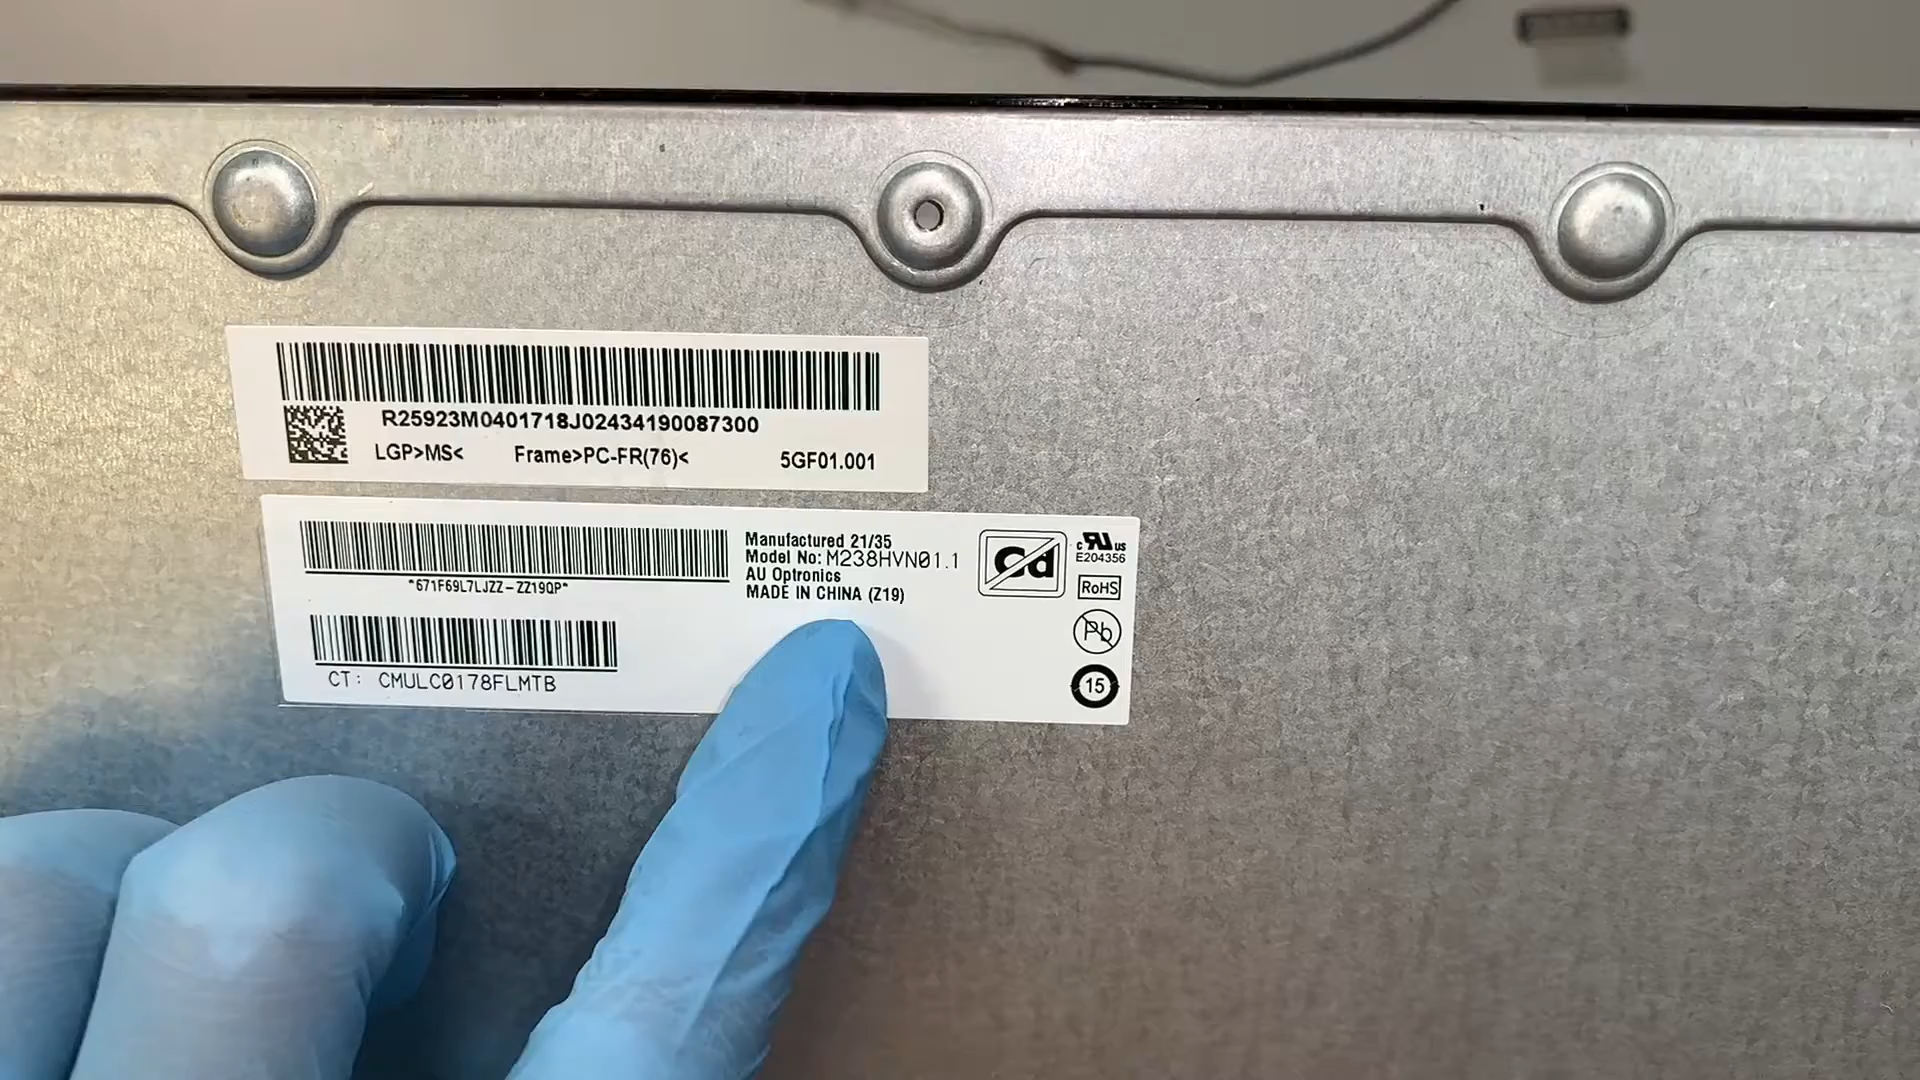 R25923M0401718J02434190087300
LGP>MS< Frame>PC-FR(76)< 5GF01.001
Manufactured 21/35
Model No: M238HVN01.1
AU Optronics
MADE IN CHINA (Z19)
*671F69L7LJZZ-ZZ19QP*
CT: CMULC0178FLMTB
Cd
c RU us
E204356
RoHS
Pb
15